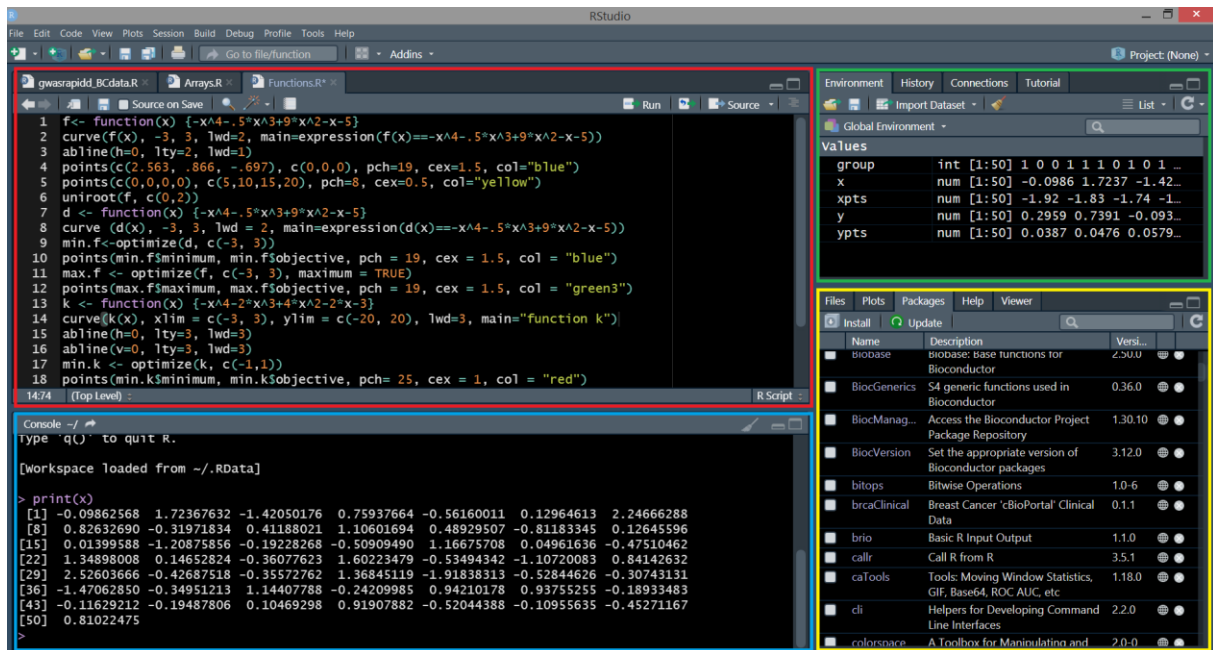 RStudio
File Edit Code View Plots Session Build Debug Profile Tools Help
Go to file/function Addins Project: (None)
gwasrapidd_BCdata.R Arrays.R Functions.R*
Source on Save Run Source
1 f<- function(x) {-x^4-.5*x^3+9*x^2-x-5}
2 curve(f(x), -3, 3, lwd=2, main=expression(f(x)==-x^4-.5*x^3+9*x^2-x-5))
3 abline(h=0, lty=2, lwd=1)
4 points(c(2.563, .866, -.697), c(0,0,0), pch=19, cex=1.5, col="blue")
5 points(c(0,0,0,0), c(5,10,15,20), pch=8, cex=0.5, col="yellow")
6 uniroot(f, c(0,2))
7 d <- function(x) {-x^4-.5*x^3+9*x^2-x-5}
8 curve (d(x), -3, 3, lwd = 2, main=expression(d(x)==-x^4-.5*x^3+9*x^2-x-5))
9 min.f<-optimize(d, c(-3, 3))
10 points(min.f$minimum, min.f$objective, pch = 19, cex = 1.5, col = "blue")
11 max.f <- optimize(f, c(-3, 3), maximum = TRUE)
12 points(max.f$maximum, max.f$objective, pch = 19, cex = 1.5, col = "green3")
13 k <- function(x) {-x^4-2*x^3+4*x^2-2*x-3}
14 curve(k(x), xlim = c(-3, 3), ylim = c(-20, 20), lwd=3, main="function k")
15 abline(h=0, lty=3, lwd=3)
16 abline(v=0, lty=3, lwd=3)
17 min.k <- optimize(k, c(-1,1))
18 points(min.k$minimum, min.k$objective, pch= 25, cex = 1, col = "red")
14:74 (Top Level) R Script
Console ~/
Type 'q()' to quit R.
[Workspace loaded from ~/.RData]
> print(x)
[1] -0.09862568 1.72367632 -1.42050176 0.75937664 -0.56160011 0.12964613 2.24666288
[8] 0.82632690 -0.31971834 0.41188021 1.10601694 0.48929507 -0.81183345 0.12645596
[15] 0.01399588 -1.20875856 -0.19228268 -0.50909490 1.16675708 0.04961636 -0.47510462
[22] 1.34898008 0.14652824 -0.36077623 1.60223479 -0.53494342 -1.10720083 0.84142632
[29] 2.52603666 -0.42687518 -0.35572762 1.36845119 -1.91838313 -0.52844626 -0.30743131
[36] -1.47062850 -0.34951213 1.14407788 -0.24209985 0.94210178 0.93755255 -0.18933483
[43] -0.11629212 -0.19487806 0.10469298 0.91907882 -0.52044388 -0.10955635 -0.45271167
[50] 0.81022475
>
Environment History Connections Tutorial
Import Dataset List
Global Environment
Values
group int [1:50] 1 0 0 1 1 1 0 1 0 1 …
x num [1:50] -0.0986 1.7237 -1.42…
xpts num [1:50] -1.92 -1.83 -1.74 -1…
y num [1:50] 0.2959 0.7391 -0.093…
ypts num [1:50] 0.0387 0.0476 0.0579…
Files Plots Packages Help Viewer
Install Update
Name Description Versi...
Biobase Biobase: Base functions for 2.50.0
Bioconductor
BiocGenerics S4 generic functions used in 0.36.0
Bioconductor
BiocManag... Access the Bioconductor Project 1.30.10
Package Repository
BiocVersion Set the appropriate version of 3.12.0
Bioconductor packages
bitops Bitwise Operations 1.0-6
brcaClinical Breast Cancer 'cBioPortal' Clinical 0.1.1
Data
brio Basic R Input Output 1.1.0
callr Call R from R 3.5.1
caTools Tools: Moving Window Statistics, 1.18.0
GIF, Base64, ROC AUC, etc
cli Helpers for Developing Command 2.2.0
Line Interfaces
colorspace A Toolbox for Manipulating and 2.0-0